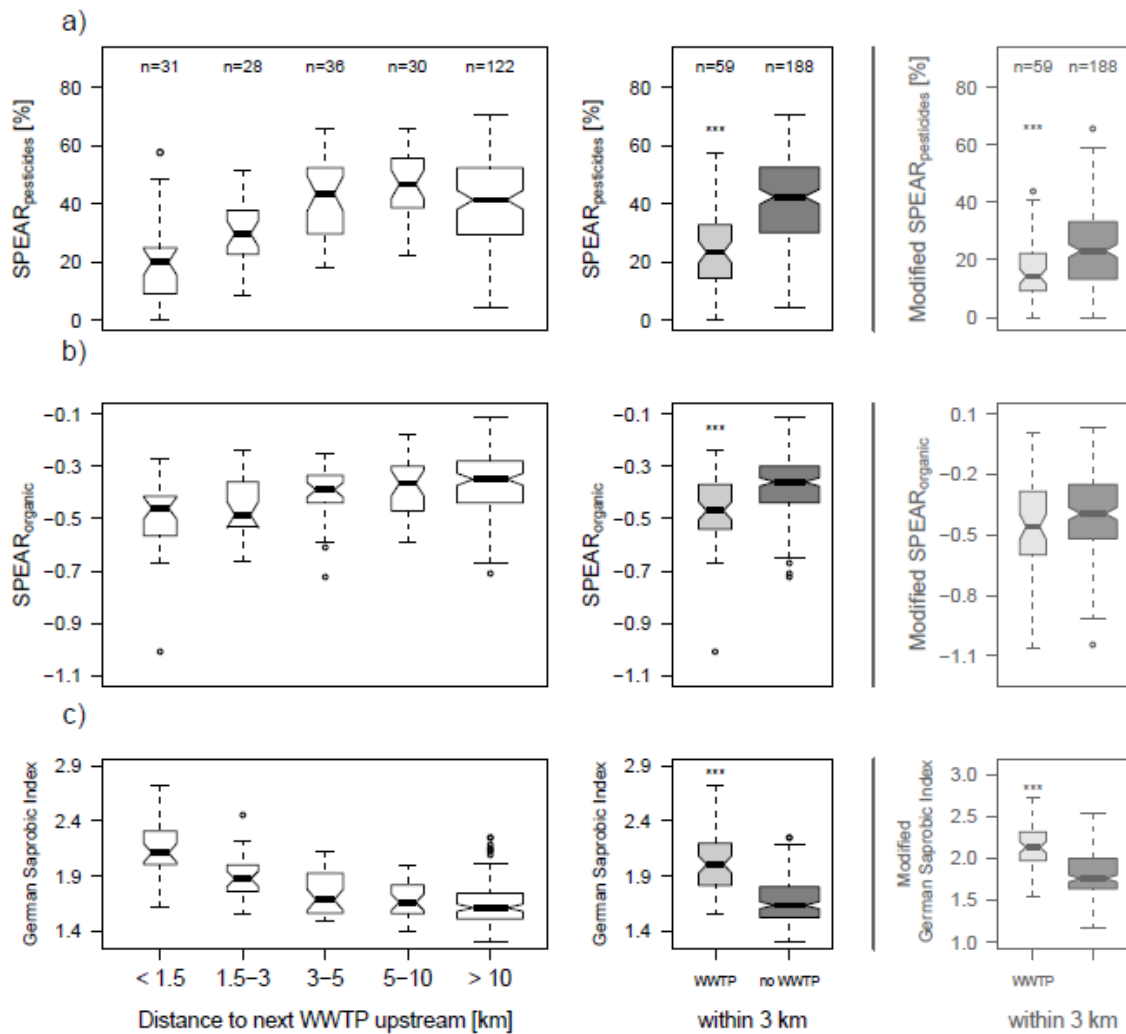 a)
n=31 n=28 n=36 n=30 n=122
80
60
40
20
0
SPEARpesticides [%]
n=59 n=188
***
80
60
40
20
0
SPEARpesticides [%]
n=59 n=188
***
80
60
40
20
0
Modified SPEARpesticides [%]
b)
−0.1
−0.3
−0.5
−0.7
−0.9
−1.1
SPEARorganic
***
−0.1
−0.3
−0.5
−0.7
−0.9
−1.1
SPEARorganic
0.1
−0.2
−0.5
−0.8
−1.1
Modified SPEARorganic
c)
2.9
2.4
1.9
1.4
German Saprobic Index
< 1.5 1.5−3 3−5 5−10 > 10
Distance to next WWTP upstream [km]
***
2.9
2.4
1.9
1.4
German Saprobic Index
WWTP no WWTP
within 3 km
***
3.0
2.5
2.0
1.5
1.0
Modified
German Saprobic Index
WWTP
within 3 km